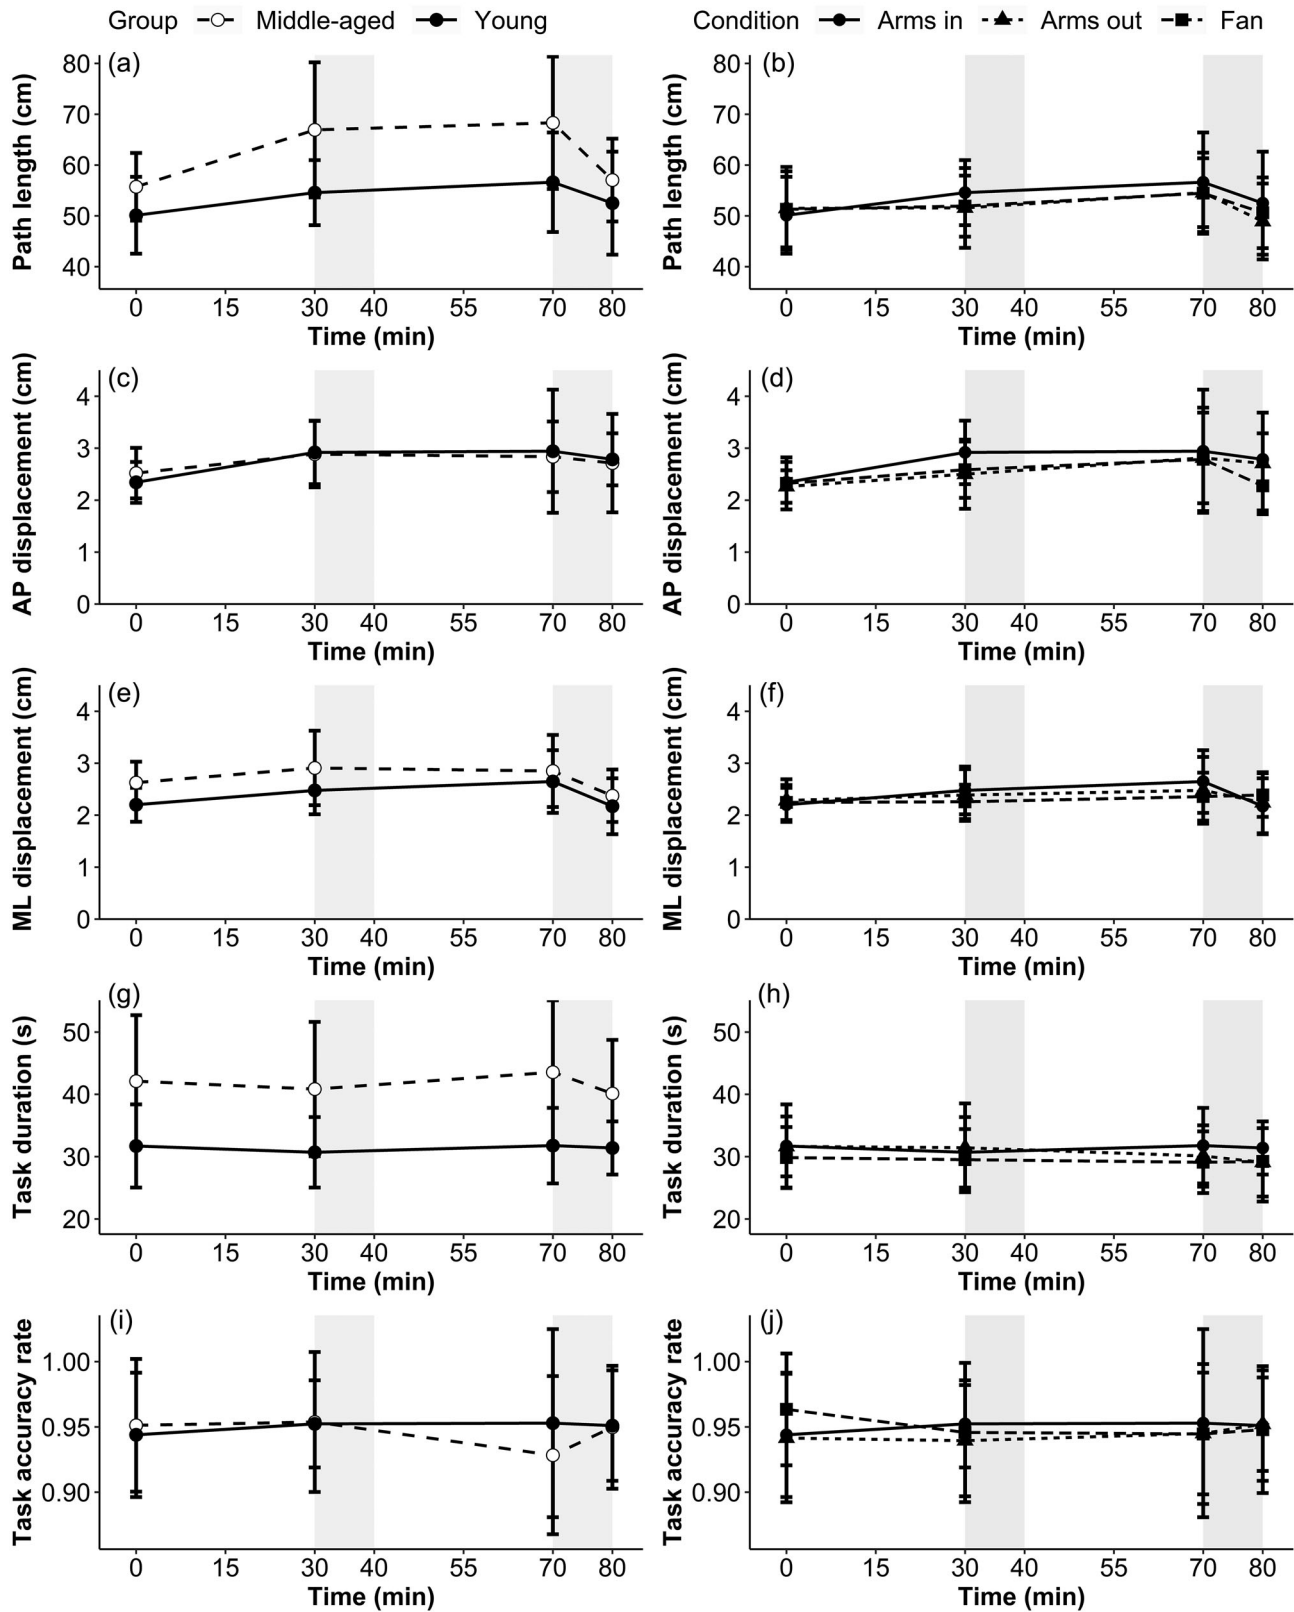 Group Middle-aged Young
Condition Arms in Arms out Fan
(a)
Path length (cm)
80
70
60
50
40
0 15 30 40 55 70 80
Time (min)
(b)
Path length (cm)
80
70
60
50
40
0 15 30 40 55 70 80
Time (min)
(c)
AP displacement (cm)
4
3
2
1
0
0 15 30 40 55 70 80
Time (min)
(d)
AP displacement (cm)
4
3
2
1
0
0 15 30 40 55 70 80
Time (min)
(e)
ML displacement (cm)
4
3
2
1
0
0 15 30 40 55 70 80
Time (min)
(f)
ML displacement (cm)
4
3
2
1
0
0 15 30 40 55 70 80
Time (min)
(g)
Task duration (s)
50
40
30
20
0 15 30 40 55 70 80
Time (min)
(h)
Task duration (s)
50
40
30
20
0 15 30 40 55 70 80
Time (min)
(i)
Task accuracy rate
1.00
0.95
0.90
0 15 30 40 55 70 80
Time (min)
(j)
Task accuracy rate
1.00
0.95
0.90
0 15 30 40 55 70 80
Time (min)